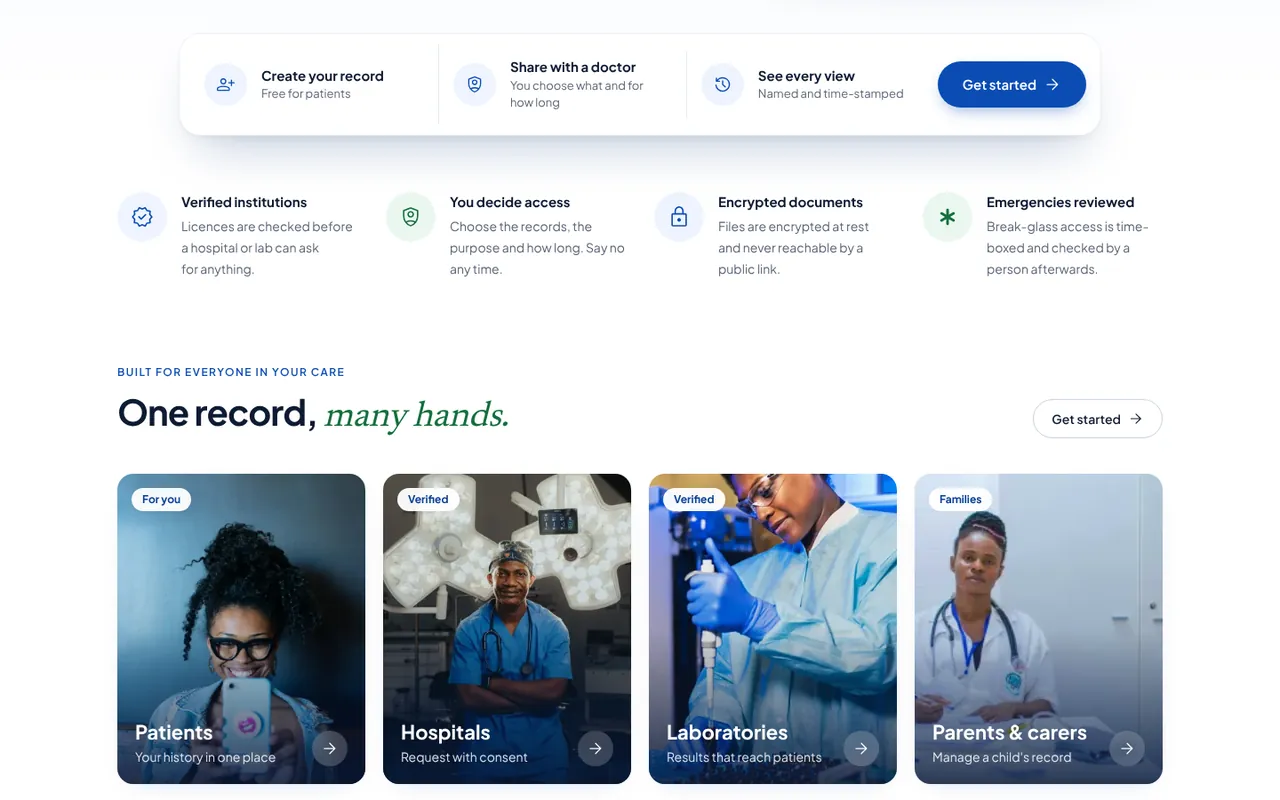 Create your record
Free for patients
Share with a doctor
You choose what and for
how long
See every view
Named and time-stamped
Get started
Verified institutions
Licences are checked before
a hospital or lab can ask
for anything.
You decide access
Choose the records, the
purpose and how long. Say no
any time.
Encrypted documents
Files are encrypted at rest
and never reachable by a
public link.
Emergencies reviewed
Break-glass access is time-
boxed and checked by a
person afterwards.
BUILT FOR EVERYONE IN YOUR CARE
One record, many hands.
Get started
For you
Patients
Your history in one place
Verified
Hospitals
Request with consent
Verified
Laboratories
Results that reach patients
Families
Parents & carers
Manage a child's record